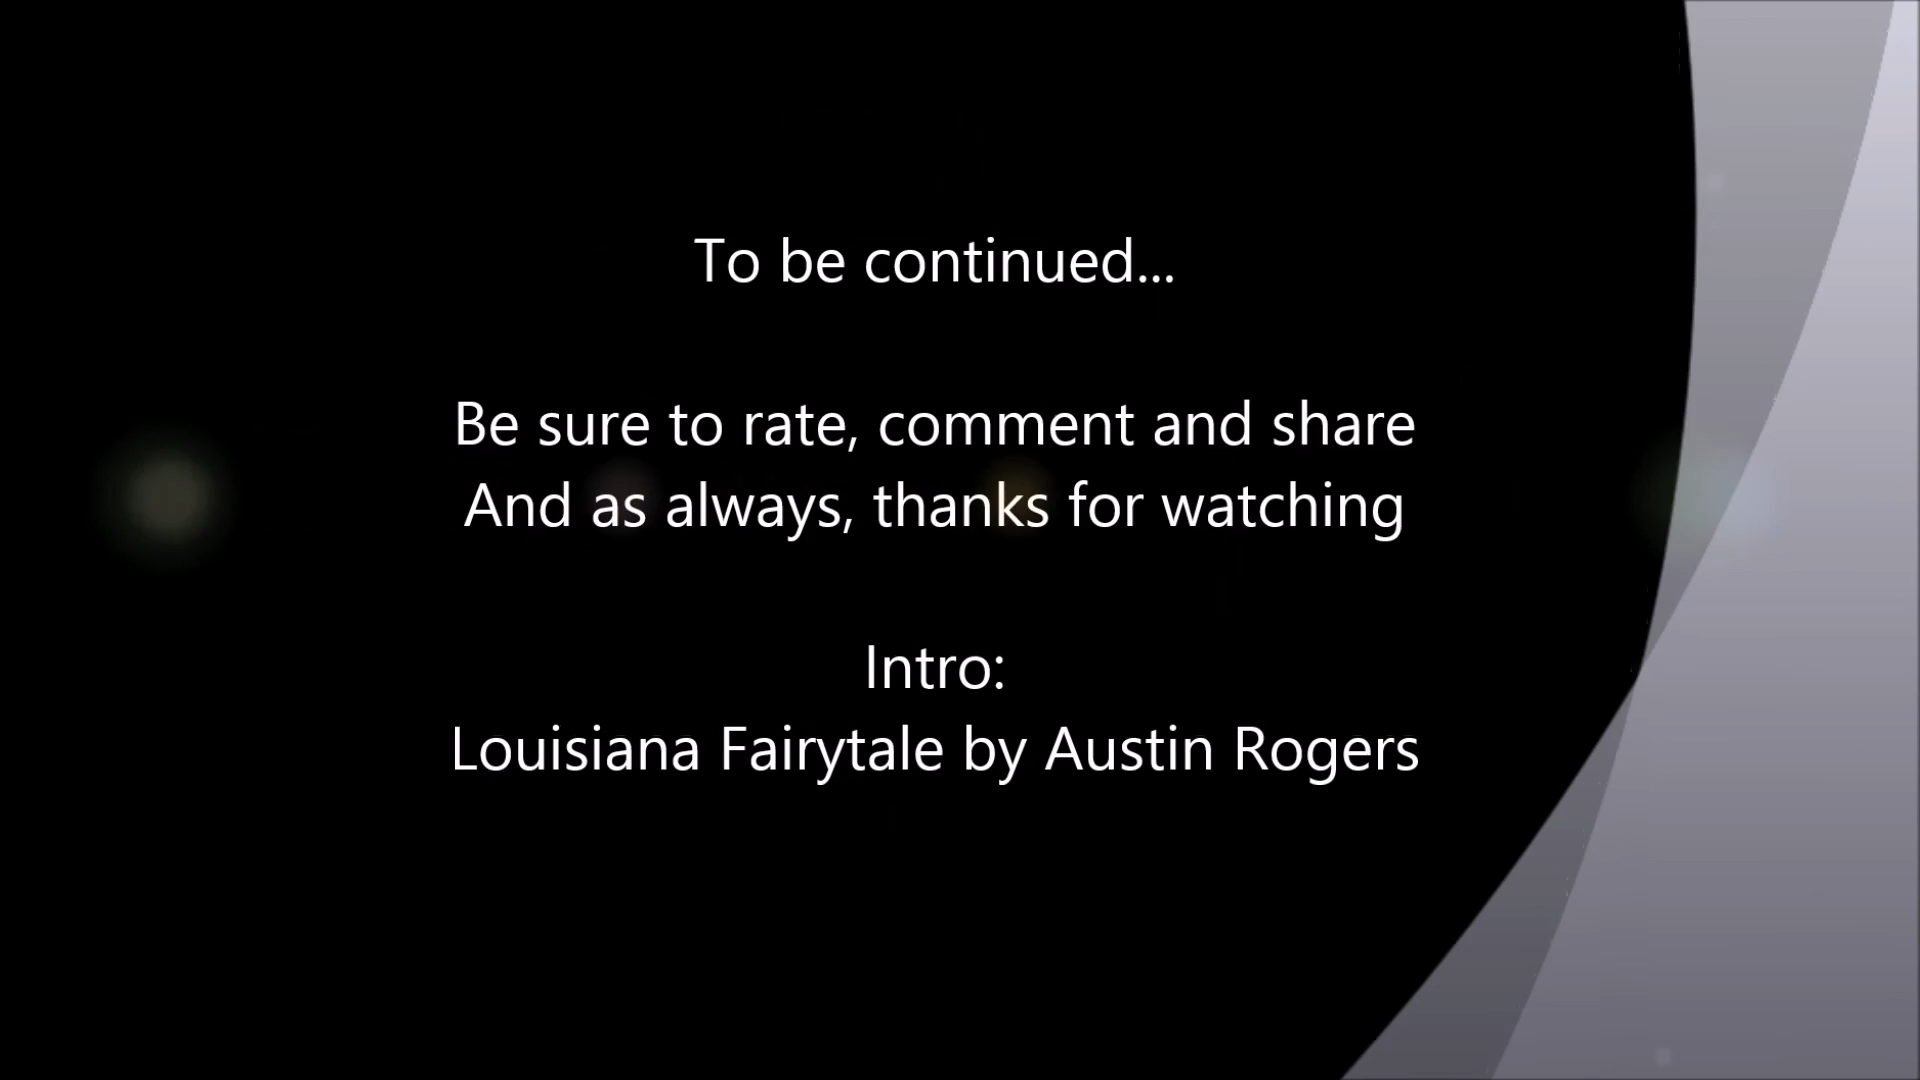 To be continued...
Be sure to rate, comment and share
And as always, thanks for watching
Intro:
Louisiana Fairytale by Austin Rogers